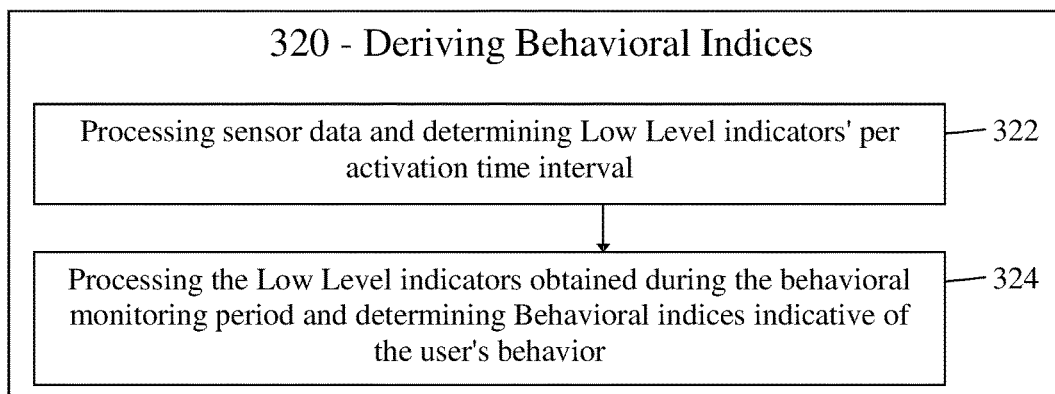 320 - Deriving Behavioral Indices
Processing sensor data and determining Low Level indicators' per
activation time interval
322
Processing the Low Level indicators obtained during the behavioral
monitoring period and determining Behavioral indices indicative of
the user's behavior
324